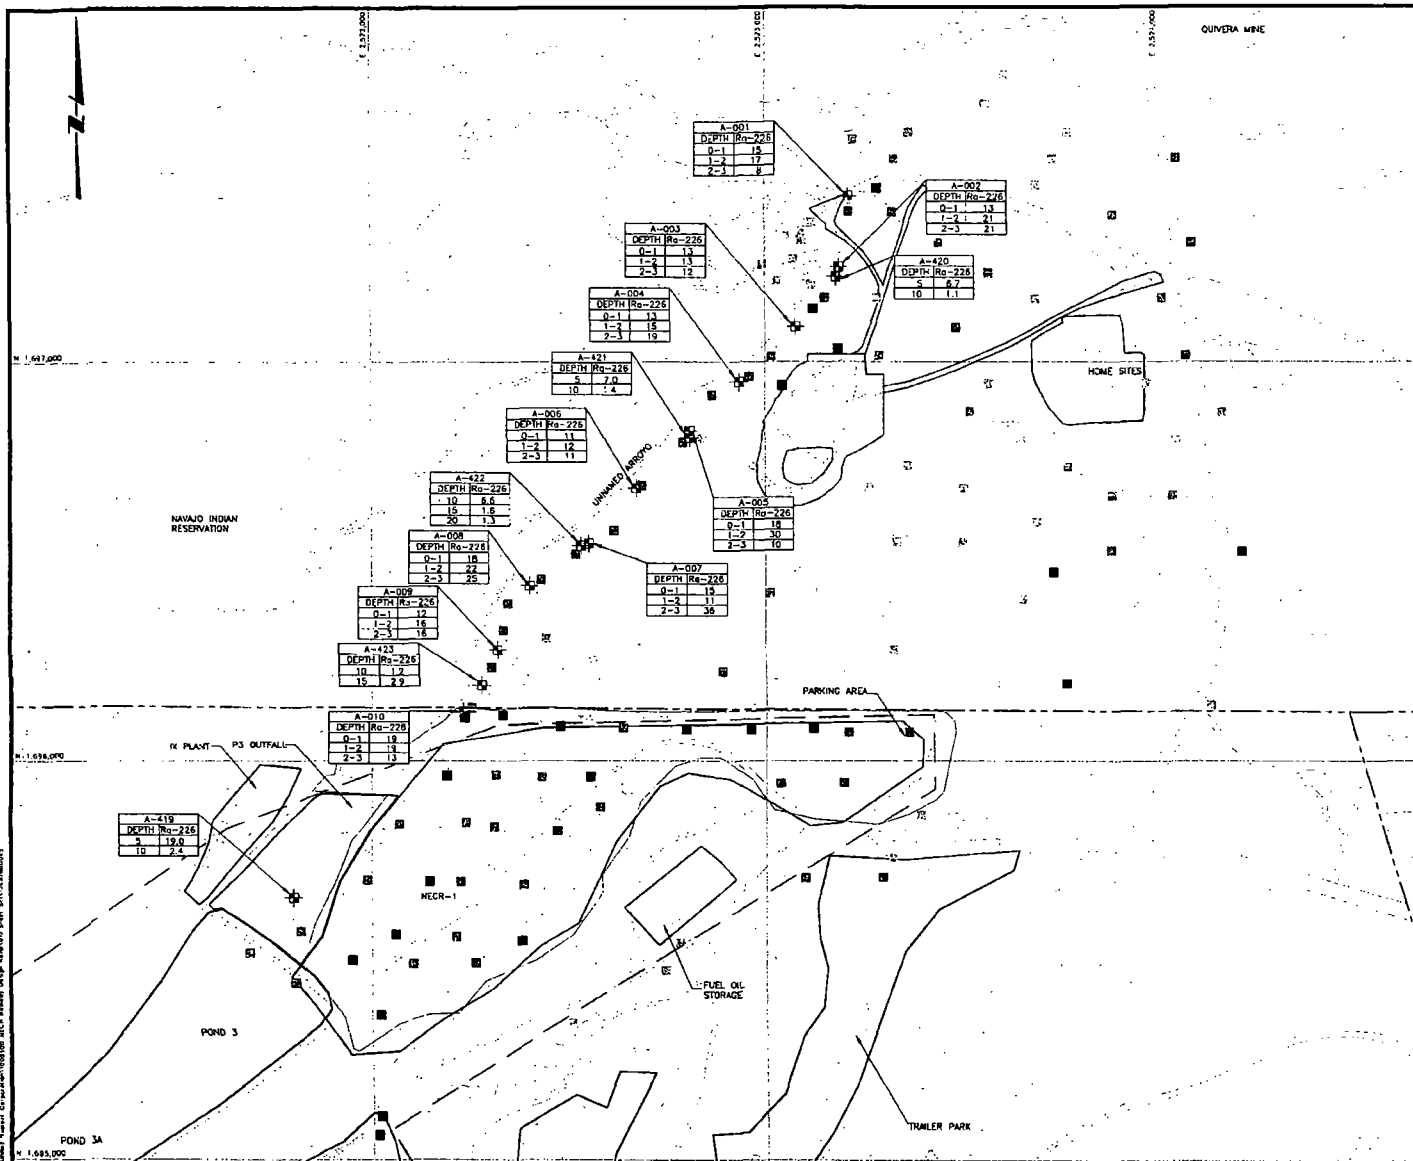 E 2,523,000
QUIVERA MINE
A-001
DEPTH Ra-226
0-1 15
1-2 17
2-3 8
A-002
DEPTH Ra-226
0-1 13
1-2 21
2-3 21
A-003
DEPTH Ra-226
0-1 13
1-2 13
2-3 12
A-420
DEPTH Ra-226
5 6.7
10 1.1
A-004
DEPTH Ra-226
0-1 13
1-2 15
2-3 19
N 1,697,000
A-421
DEPTH Ra-226
5 7.0
10
HOME SITES
A-006
DEPTH Ra-226
0-1 11
1-2 12
2-3 11
UNNAMED ARROYO
A-422
DEPTH Ra-226
10 6.6
15 1.6
20 1.3
A-005
DEPTH Ra-226
0-1 18
1-2 30
2-3 10
NAVAJO INDIAN
RESERVATION
A-008
DEPTH Ra-226
0-1 18
1-2 22
2-3 25
A-007
DEPTH Ra-226
0-1 15
1-2 11
2-3 36
A-009
DEPTH Ra-226
0-1 12
1-2 16
2-3 16
A-423
DEPTH Ra-226
10 1.2
15 2.9
PARKING AREA
A-010
DEPTH Ra-226
0-1 19
1-2 19
2-3 13
IX PLANT
P3 OUTFALL
N 1,696,000
A-419
DEPTH Ra-226
5 19.0
10 2.4
NECR-1
FUEL OIL
STORAGE
POND 3
TRAILER PARK
POND 3A
N 1,695,000